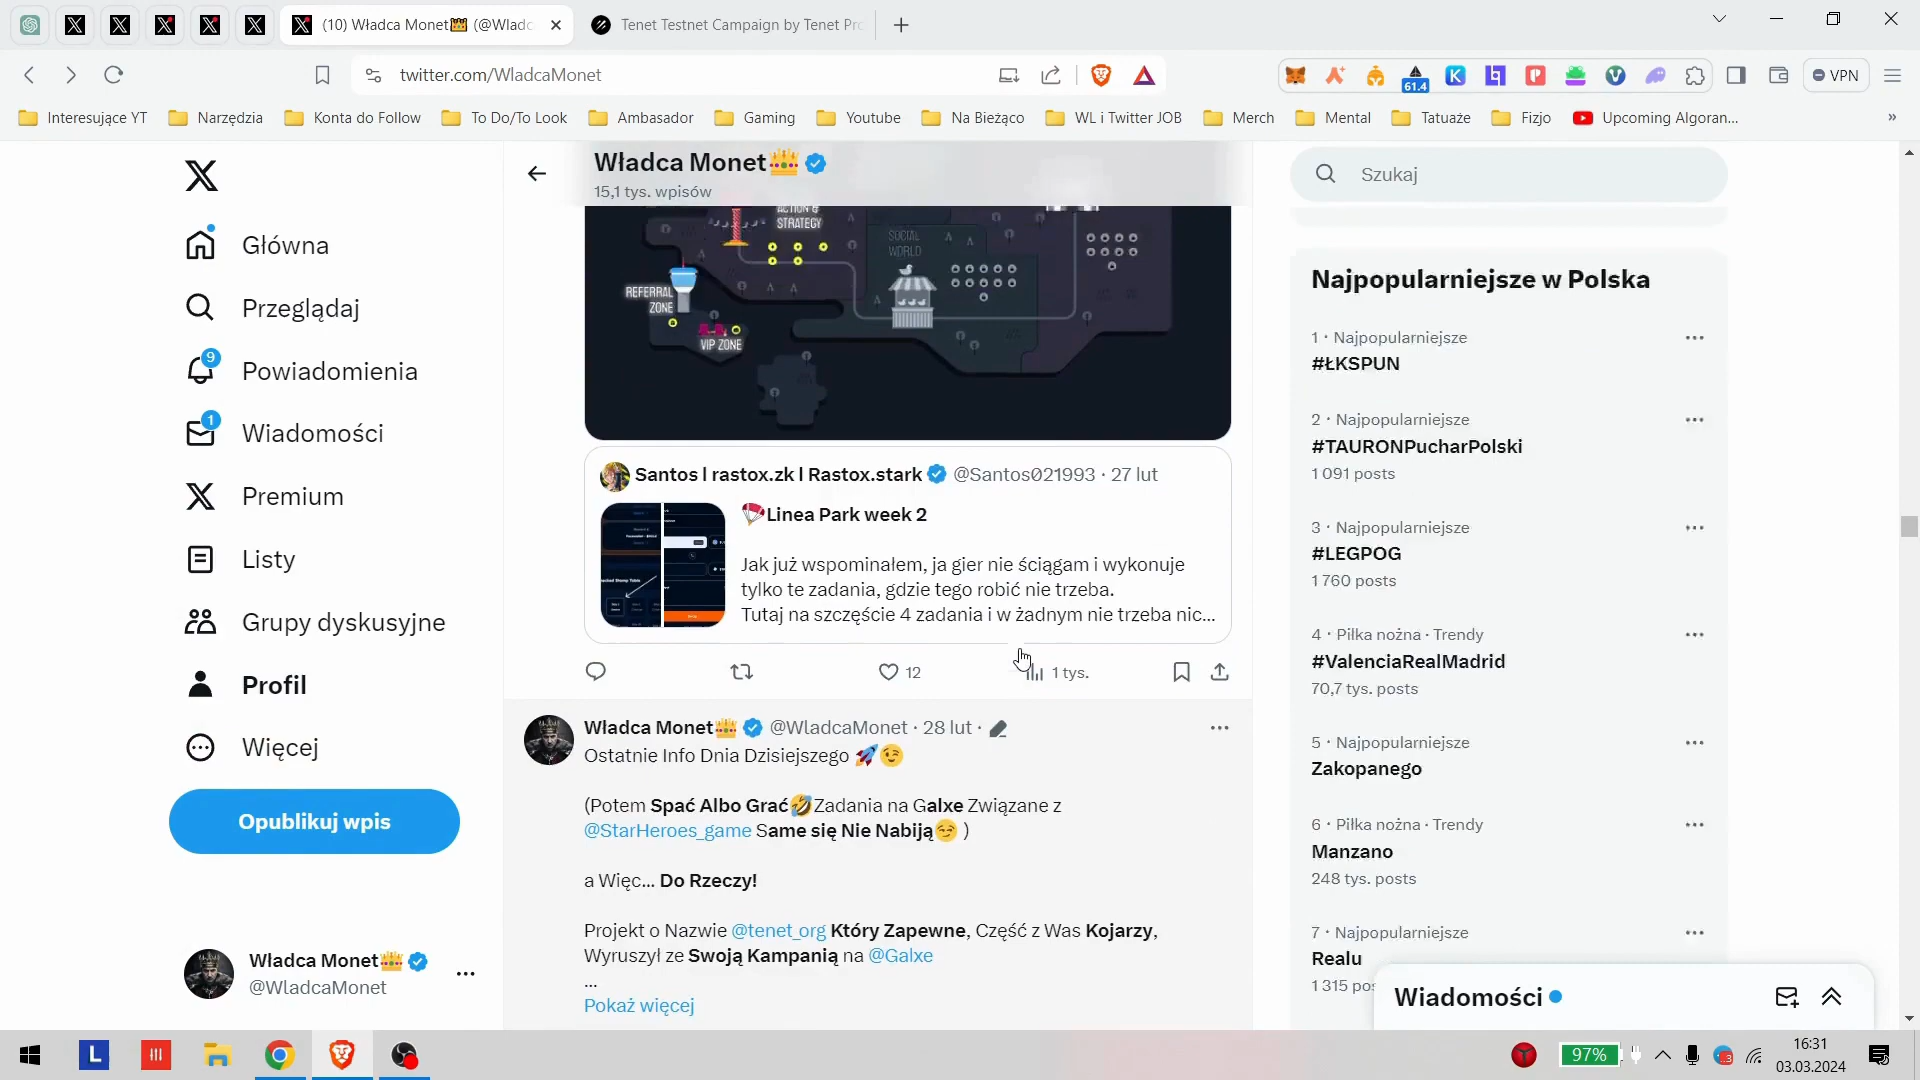 (10) Władca Monet👑 (@Wladc
Tenet Testnet Campaign by Tenet Pro
twitter.com/WladcaMonet
61.4
VPN
Interesujące YT
Narzędzia
Konta do Follow
To Do/To Look
Ambasador
Gaming
Youtube
Na Bieżąco
WL i Twitter JOB
Merch
Mental
Tatuaże
Fizjo
Upcoming Algoran...
»
Władca Monet👑
15,1 tys. wpisów
Główna
Przeglądaj
9
Powiadomienia
1
Wiadomości
Premium
Listy
Grupy dyskusyjne
Profil
Więcej
Opublikuj wpis
Władca Monet👑
@WladcaMonet
ACTION &
STRATEGY
SOCIAL
WORLD
REFERRAL
ZONE
VIP ZONE
Santos l rastox.zk l Rastox.stark @Santos021993 · 27 lut
🪂Linea Park week 2
Jak już wspominałem, ja gier nie ściągam i wykonuje
tylko te zadania, gdzie tego robić nie trzeba.
Tutaj na szczęście 4 zadania i w żadnym nie trzeba nic...
12
1 tys.
Władca Monet👑 @WladcaMonet · 28 lut ·
Ostatnie Info Dnia Dzisiejszego 🚀😉
(Potem Spać Albo Grać🤣Zadania na Galxe Związane z
@StarHeroes_game Same się Nie Nabiją😏 )
a Więc... Do Rzeczy!
Projekt o Nazwie @tenet_org Który Zapewne, Część z Was Kojarzy,
Wyruszył ze Swoją Kampanią na @Galxe
...
Pokaż więcej
Szukaj
Najpopularniejsze w Polska
1 · Najpopularniejsze
#ŁKSPUN
2 · Najpopularniejsze
#TAURONPucharPolski
1 091 posts
3 · Najpopularniejsze
#LEGPOG
1 760 posts
4 · Piłka nożna · Trendy
#ValenciaRealMadrid
70,7 tys. posts
5 · Najpopularniejsze
Zakopanego
6 · Piłka nożna · Trendy
Manzano
248 tys. posts
7 · Najpopularniejsze
Realu
1 315 pos
Wiadomości
L
97%
3
16:31
03.03.2024